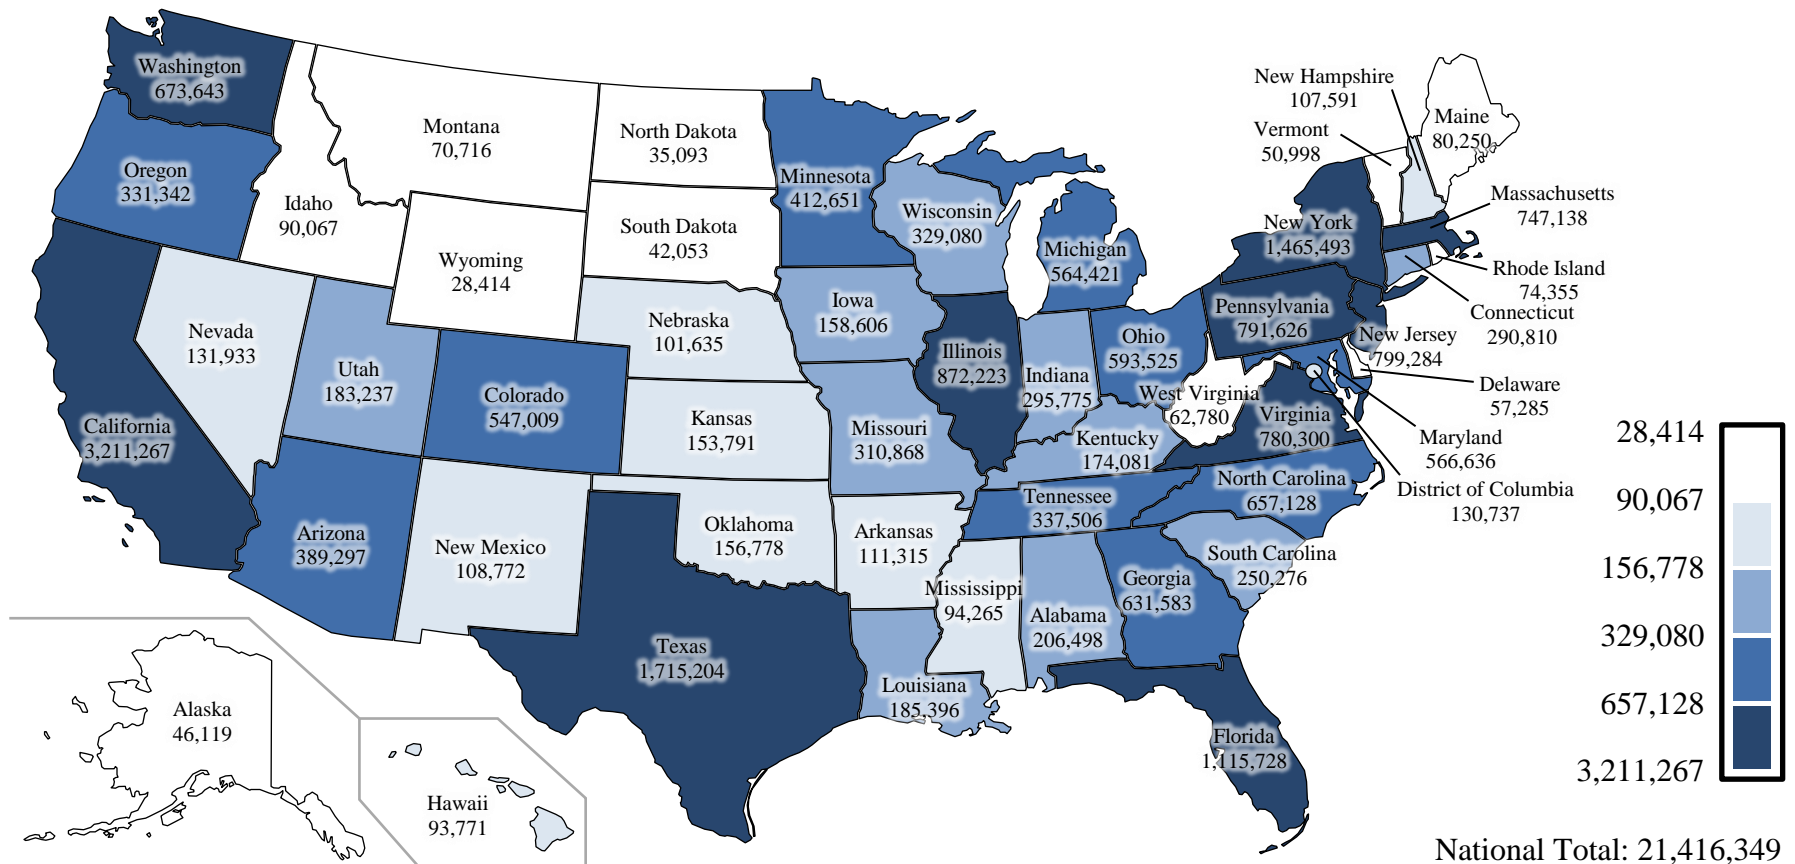 Washington
673,643
Oregon
331,342
California
3,211,267
Idaho
90,067
Nevada
131,933
Montana
70,716
Wyoming
28,414
Utah
183,237
Colorado
547,009
Arizona
389,297
New Mexico
108,772
North Dakota
35,093
South Dakota
42,053
Nebraska
101,635
Kansas
153,791
Oklahoma
156,778
Texas
1,715,204
Minnesota
412,651
Iowa
158,606
Missouri
310,868
Arkansas
111,315
Louisiana
185,396
Wisconsin
329,080
Illinois
872,223
Michigan
564,421
Indiana
295,775
Ohio
593,525
Kentucky
174,081
Tennessee
337,506
Mississippi
94,265
Alabama
206,498
Georgia
631,583
Florida
1,115,728
South Carolina
250,276
North Carolina
657,128
Virginia
780,300
West Virginia
62,780
Pennsylvania
791,626
New York
1,465,493
New Hampshire
107,591
Vermont
50,998
Maine
80,250
Massachusetts
747,138
Rhode Island
74,355
Connecticut
290,810
New Jersey
799,284
Delaware
57,285
Maryland
566,636
District of Columbia
130,737
Alaska
46,119
Hawaii
93,771
28,414
90,067
156,778
329,080
657,128
3,211,267
National Total: 21,416,349